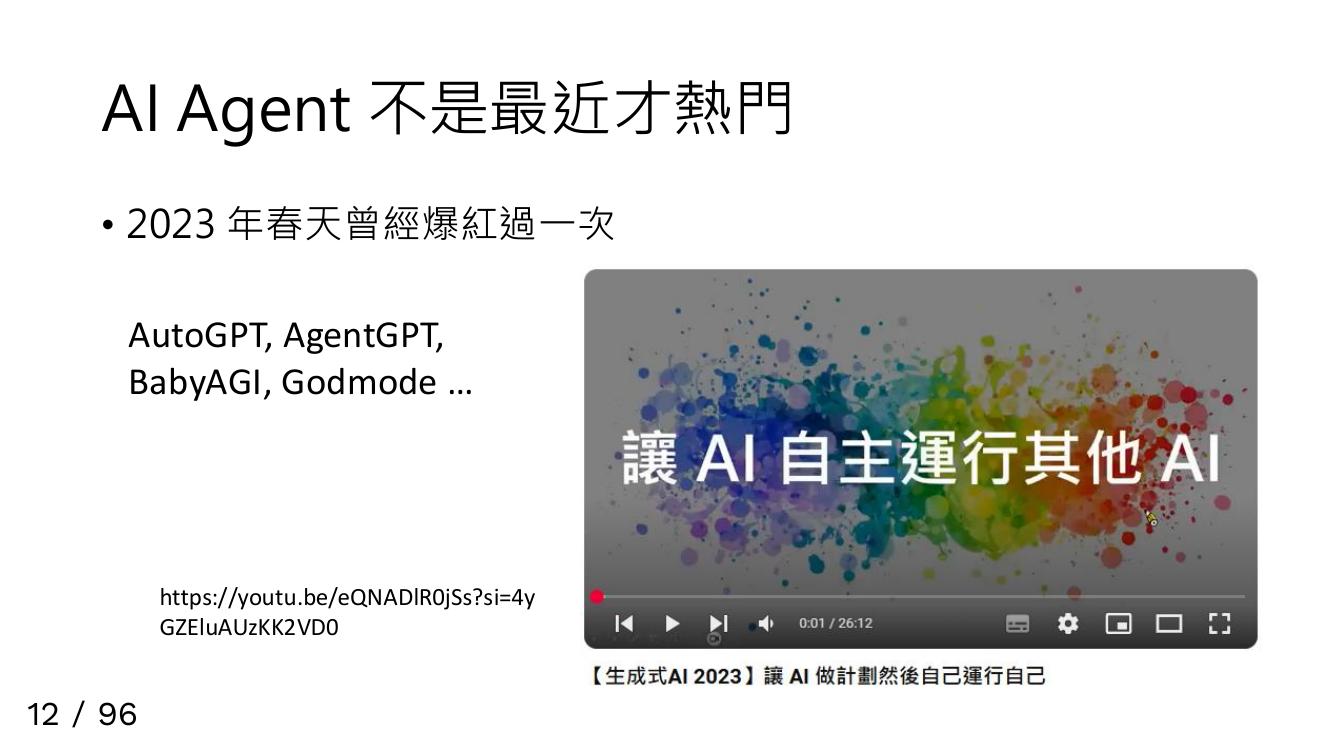 AI Agent 不是最近才熱門
• 2023 年春天曾經爆紅過一次
AutoGPT, AgentGPT,
BabyAGI, Godmode …
讓 AI 自主運行其他 AI
0:01 / 26:12
https://youtu.be/eQNADlR0jSs?si=4y
GZEluAUzKK2VD0
【生成式AI 2023】讓 AI 做計劃然後自己運行自己
12 / 96